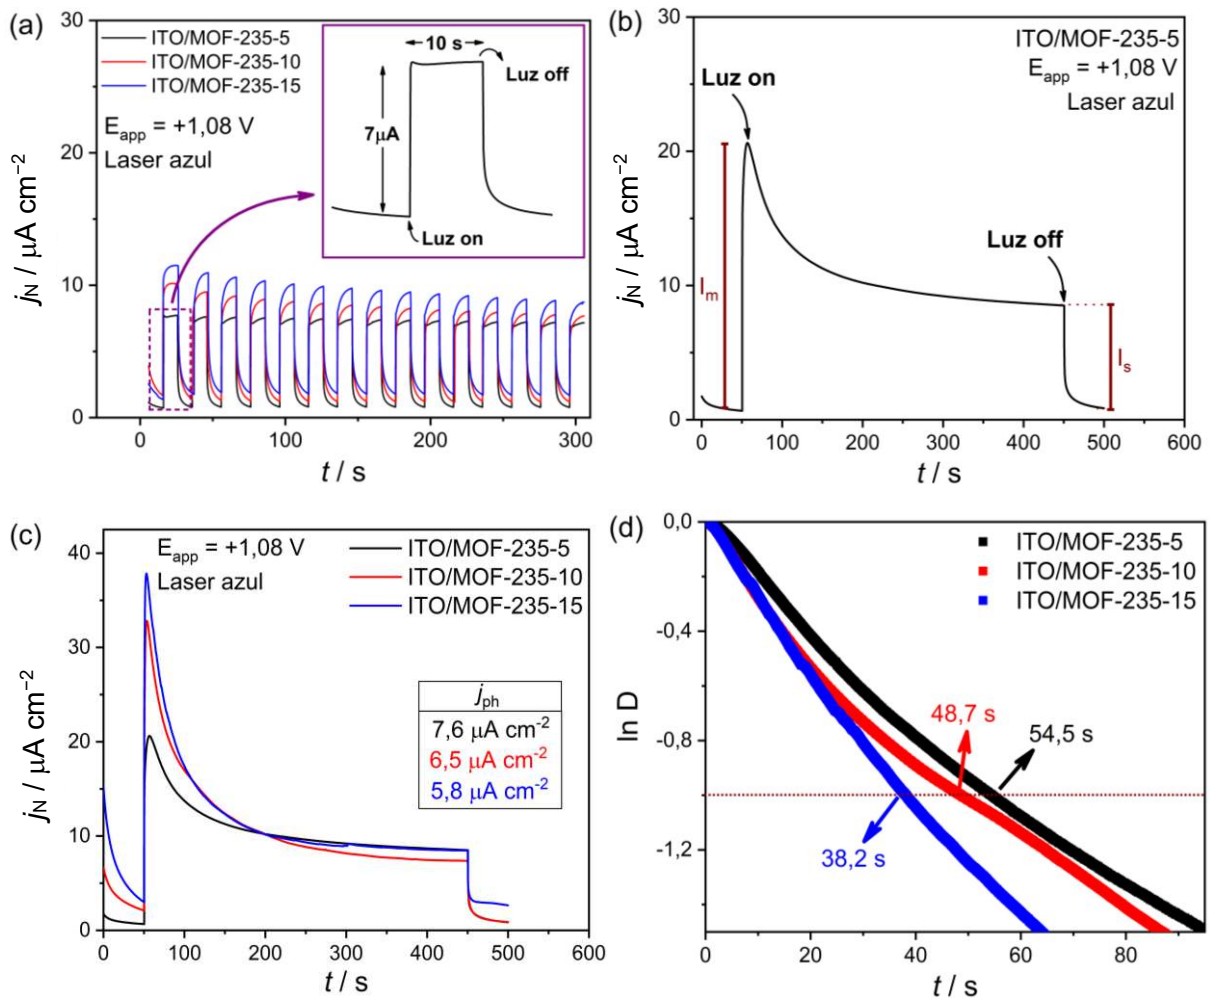 (a)
30
20
10
0
j_N / μA cm⁻²
0
100
200
300
t / s
ITO/MOF-235-5
ITO/MOF-235-10
ITO/MOF-235-15
E_app = +1,08 V
Laser azul
10 s
Luz off
7μA
Luz on
(b)
30
20
10
0
j_N / μA cm⁻²
0
100
200
300
400
500
600
t / s
ITO/MOF-235-5
E_app = +1,08 V
Laser azul
Luz on
Luz off
I_m
I_s
(c)
40
30
20
10
0
j_N / μA cm⁻²
0
100
200
300
400
500
600
t / s
E_app = +1,08 V
Laser azul
ITO/MOF-235-5
ITO/MOF-235-10
ITO/MOF-235-15
j_ph
7,6 μA cm⁻²
6,5 μA cm⁻²
5,8 μA cm⁻²
(d)
0,0
-0,4
-0,8
-1,2
ln D
0
20
40
60
80
t / s
ITO/MOF-235-5
ITO/MOF-235-10
ITO/MOF-235-15
48,7 s
54,5 s
38,2 s